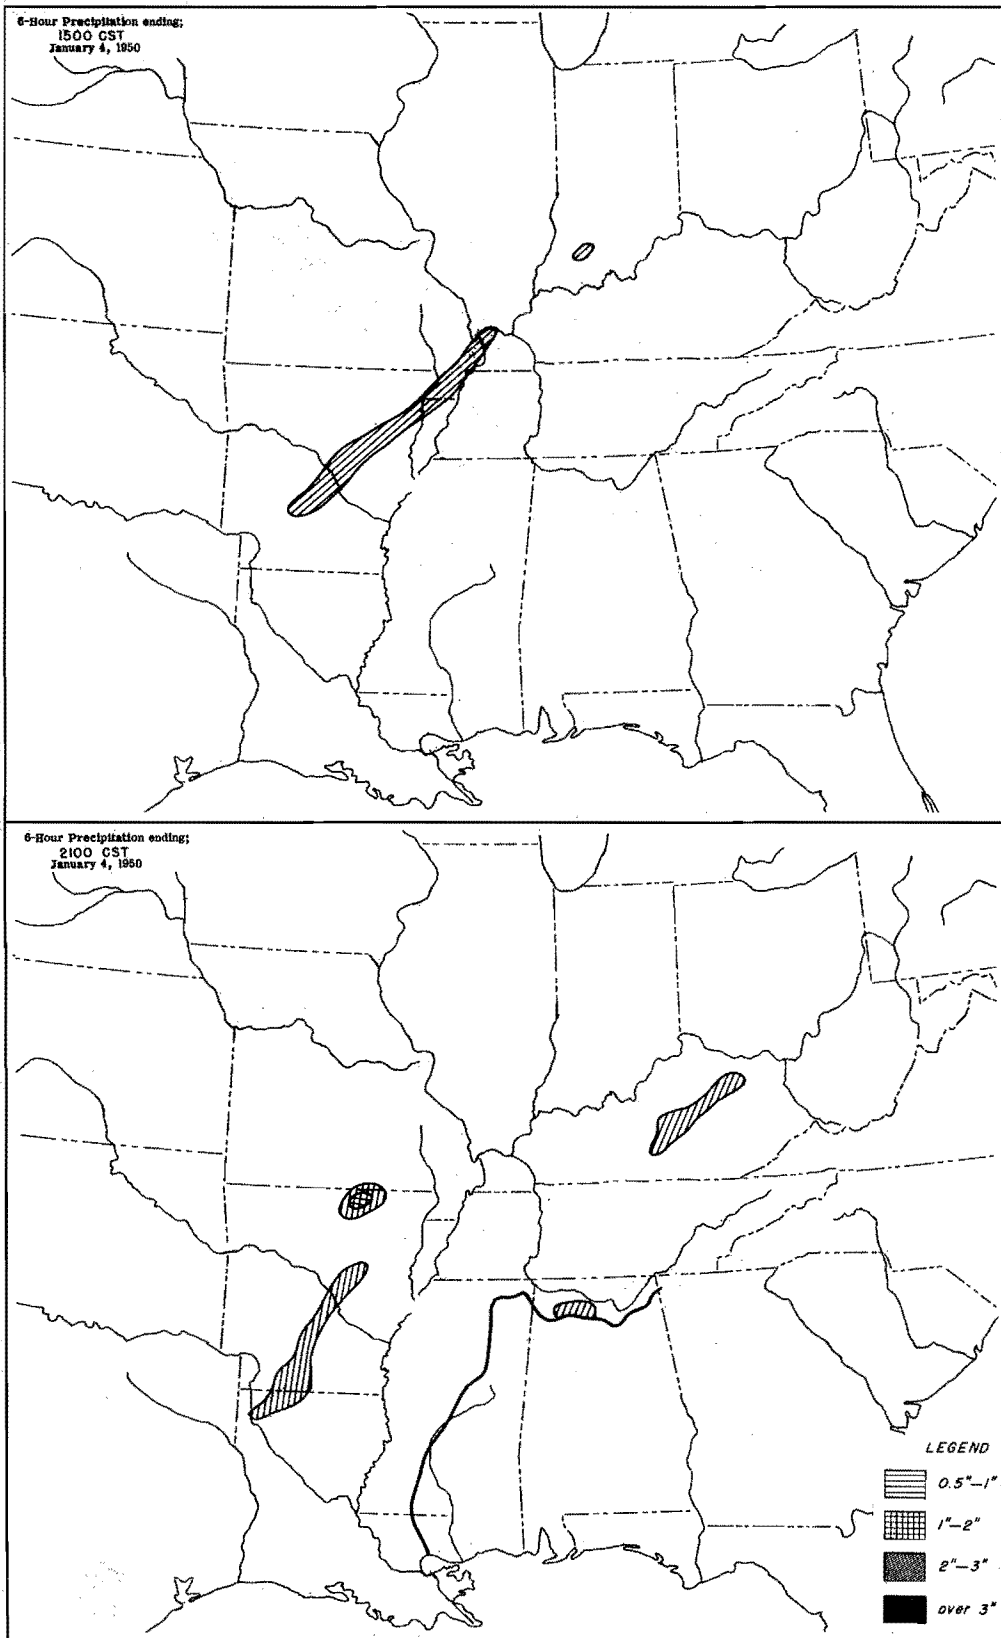 6-Hour Precipitation ending;
1500 CST
January 4, 1950
6-Hour Precipitation ending;
2100 CST
January 4, 1950
LEGEND
0.5"-1"
1"-2"
2"-3"
over 3"